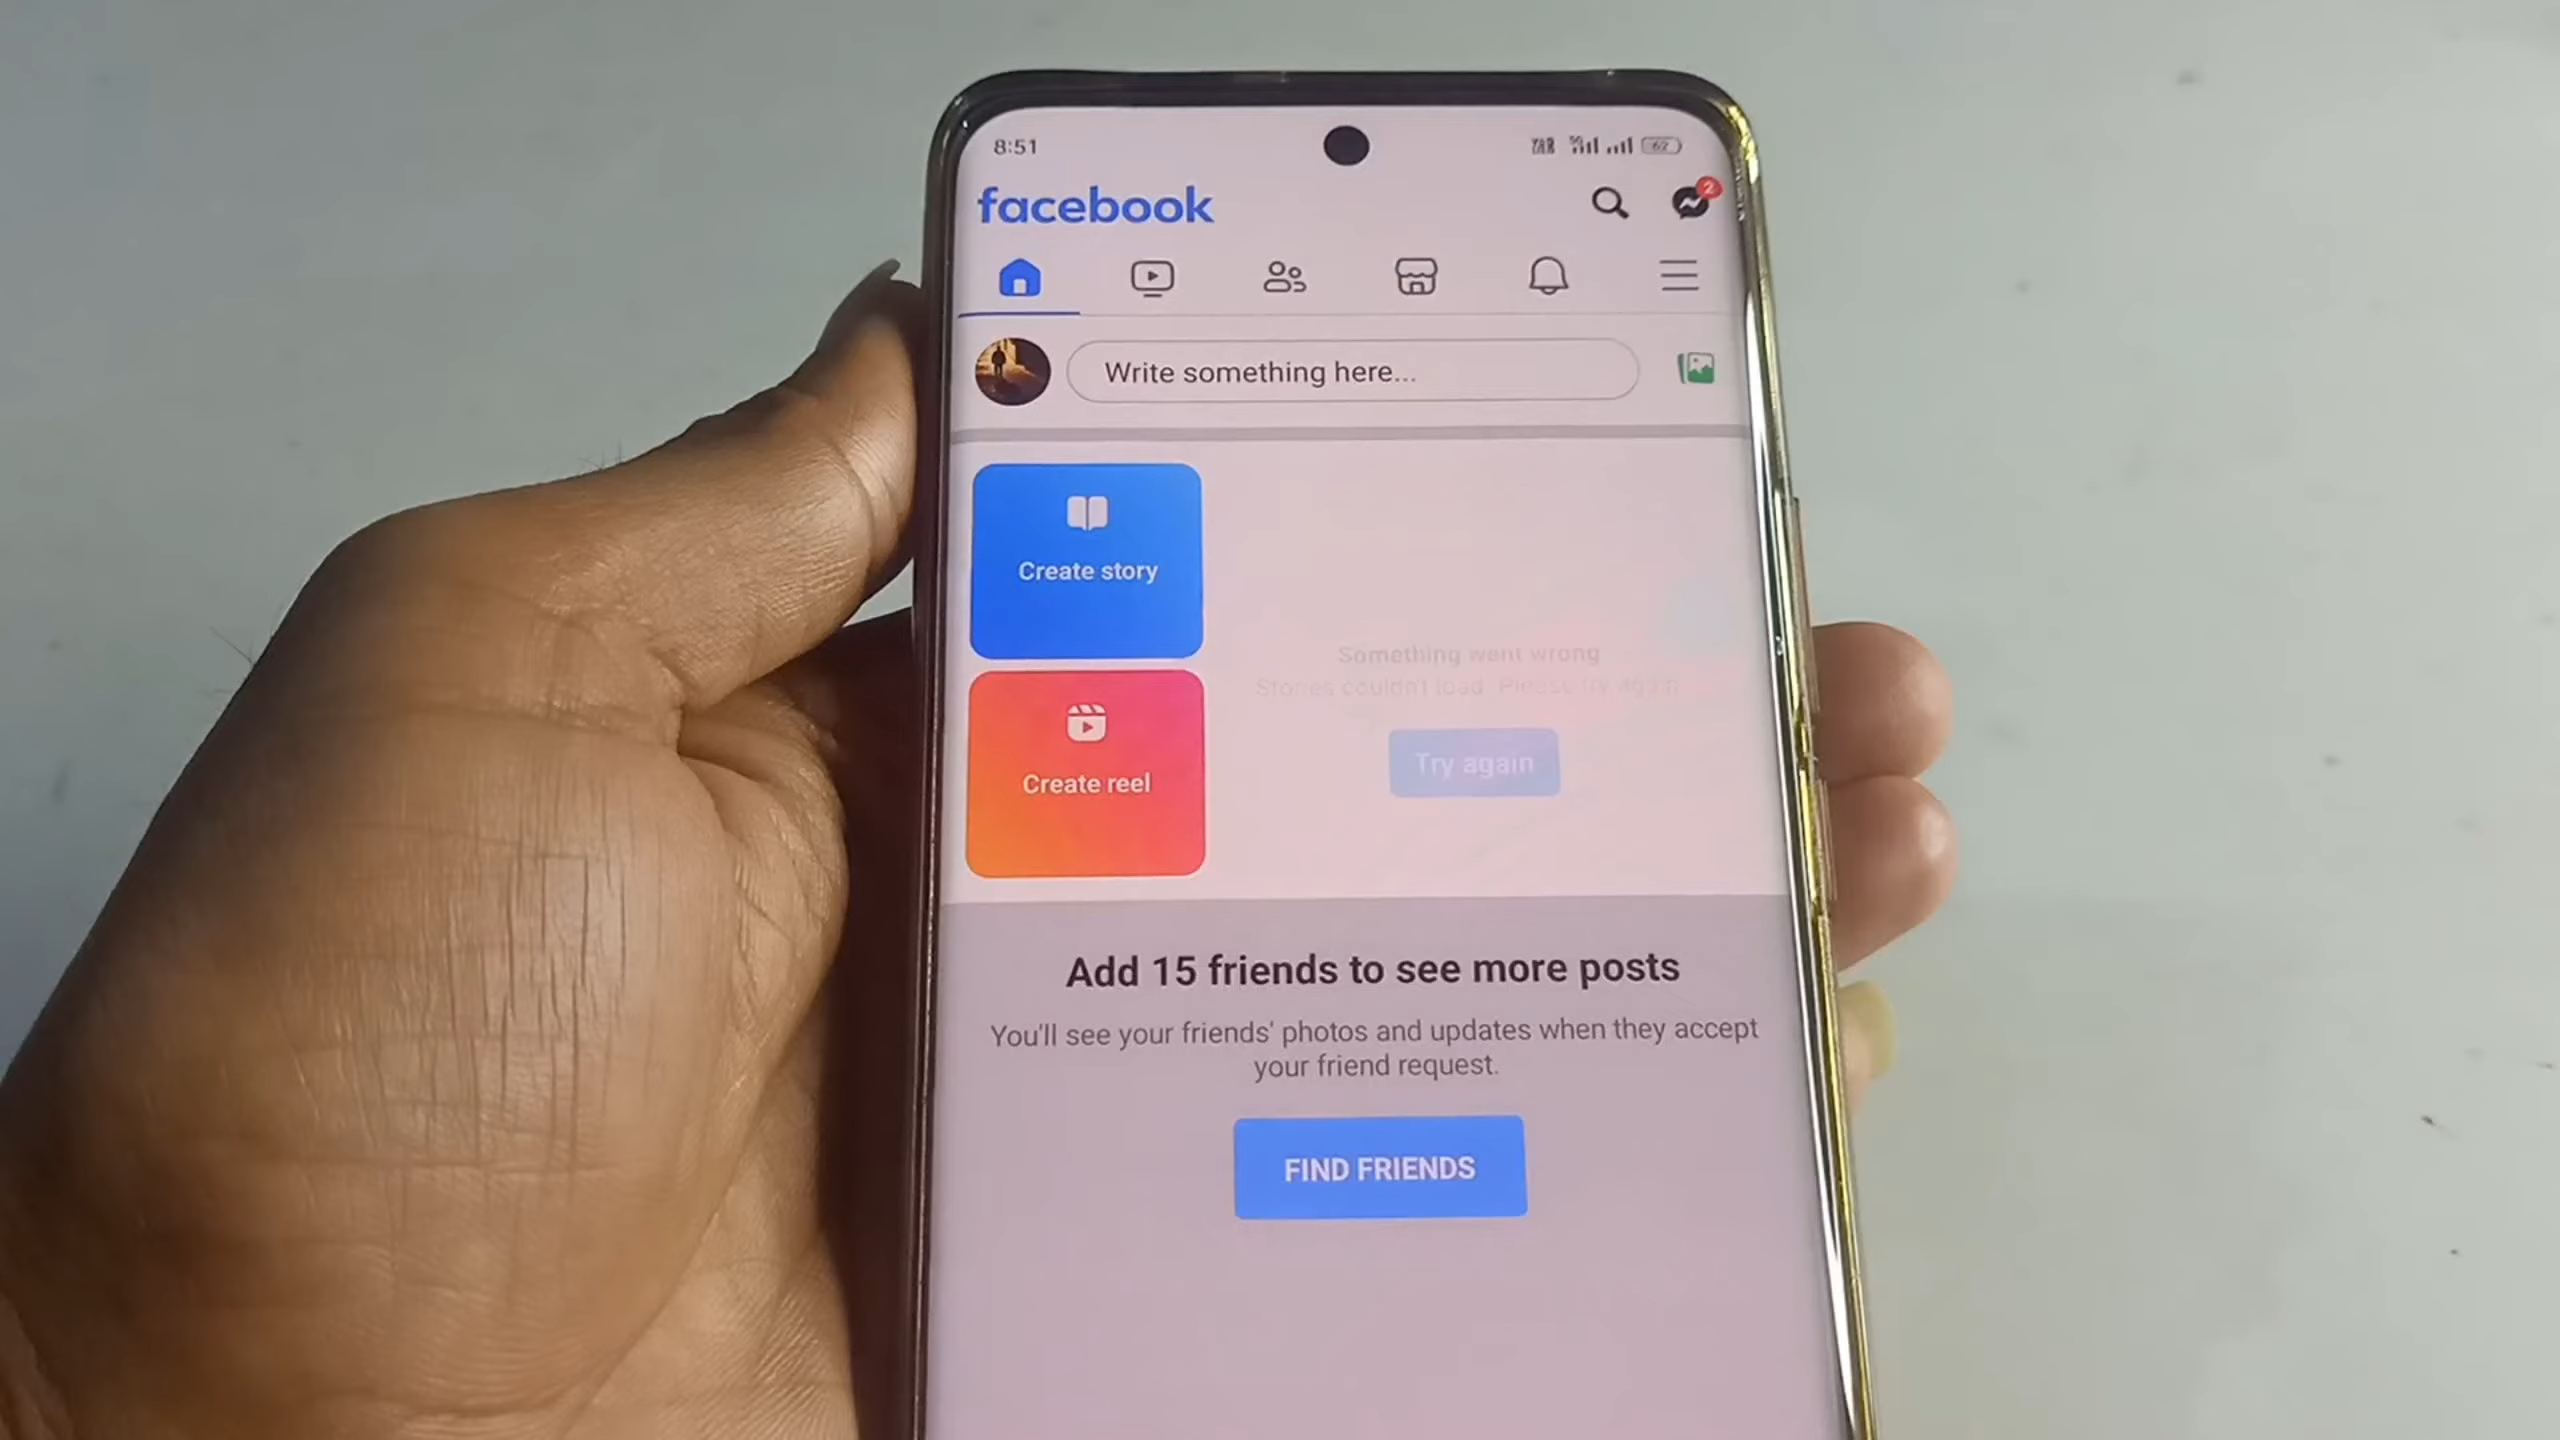 8:51
62
facebook
2
Write something here...
Create story
Something went wrong
Stories couldn't load. Please try again
Try again
Create reel
Add 15 friends to see more posts
You'll see your friends' photos and updates when they accept
your friend request.
FIND FRIENDS